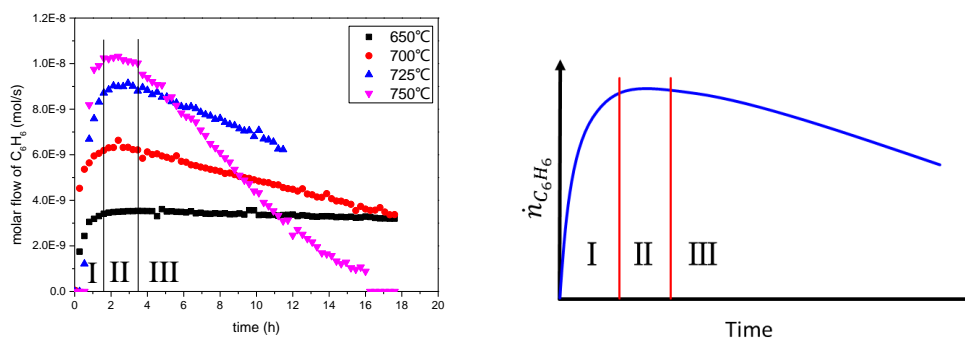 1.2E-8
1.0E-8
8.0E-9
6.0E-9
4.0E-9
2.0E-9
0.0
molar flow of C₆H₆ (mol/s)
650℃
700℃
725℃
750℃
I II III
0 2 4 6 8 10 12 14 16 18
time (h)
ṅ_{C₆H₆}
I II III
Time